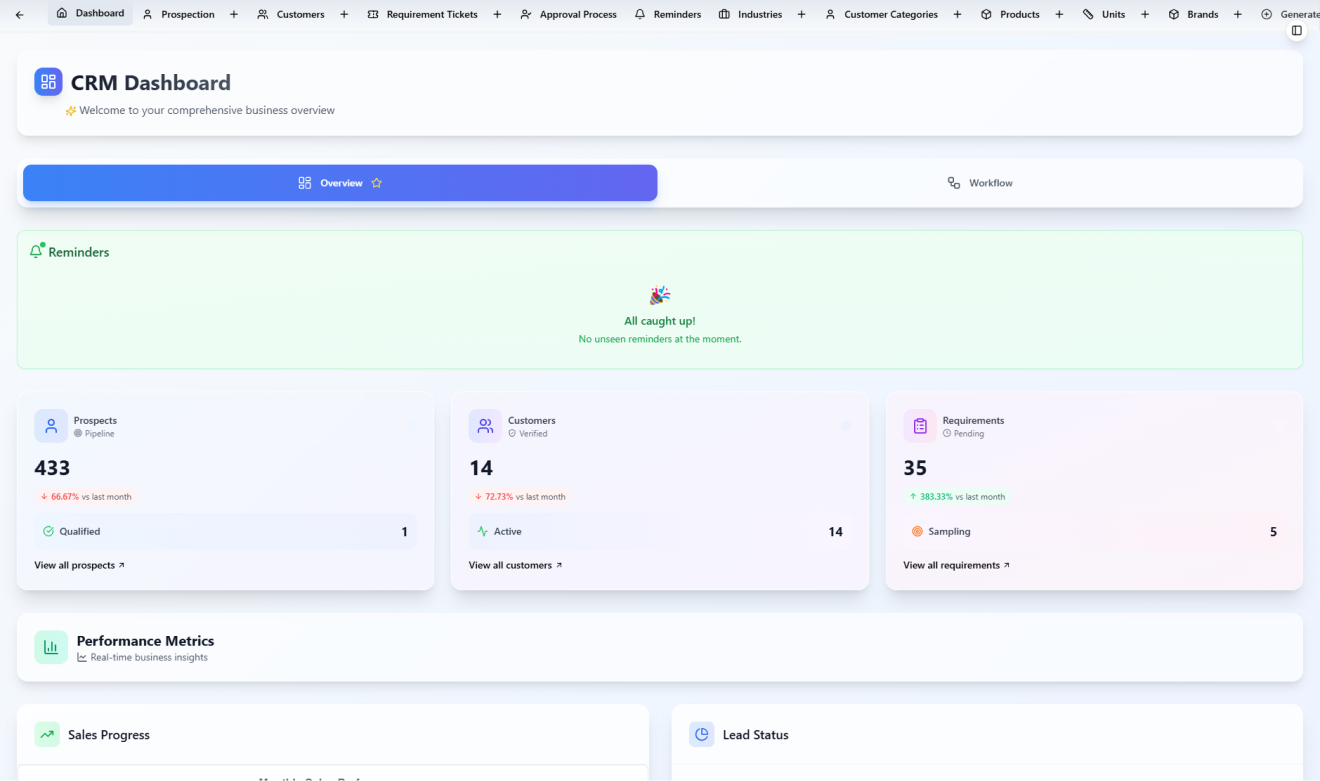 Dashboard Prospection + Customers + Requirement Tickets + Approval Process Reminders Industries + Customer Categories + Products + Units + Brands + Generate
CRM Dashboard
Welcome to your comprehensive business overview
Overview Workflow
Reminders
All caught up!
No unseen reminders at the moment.
Prospects
Pipeline
433
↓ 66.67% vs last month
Qualified 1
View all prospects ↗
Customers
Verified
14
↓ 72.73% vs last month
Active 14
View all customers ↗
Requirements
Pending
35
↑ 383.33% vs last month
Sampling 5
View all requirements ↗
Performance Metrics
Real-time business insights
Sales Progress
Lead Status